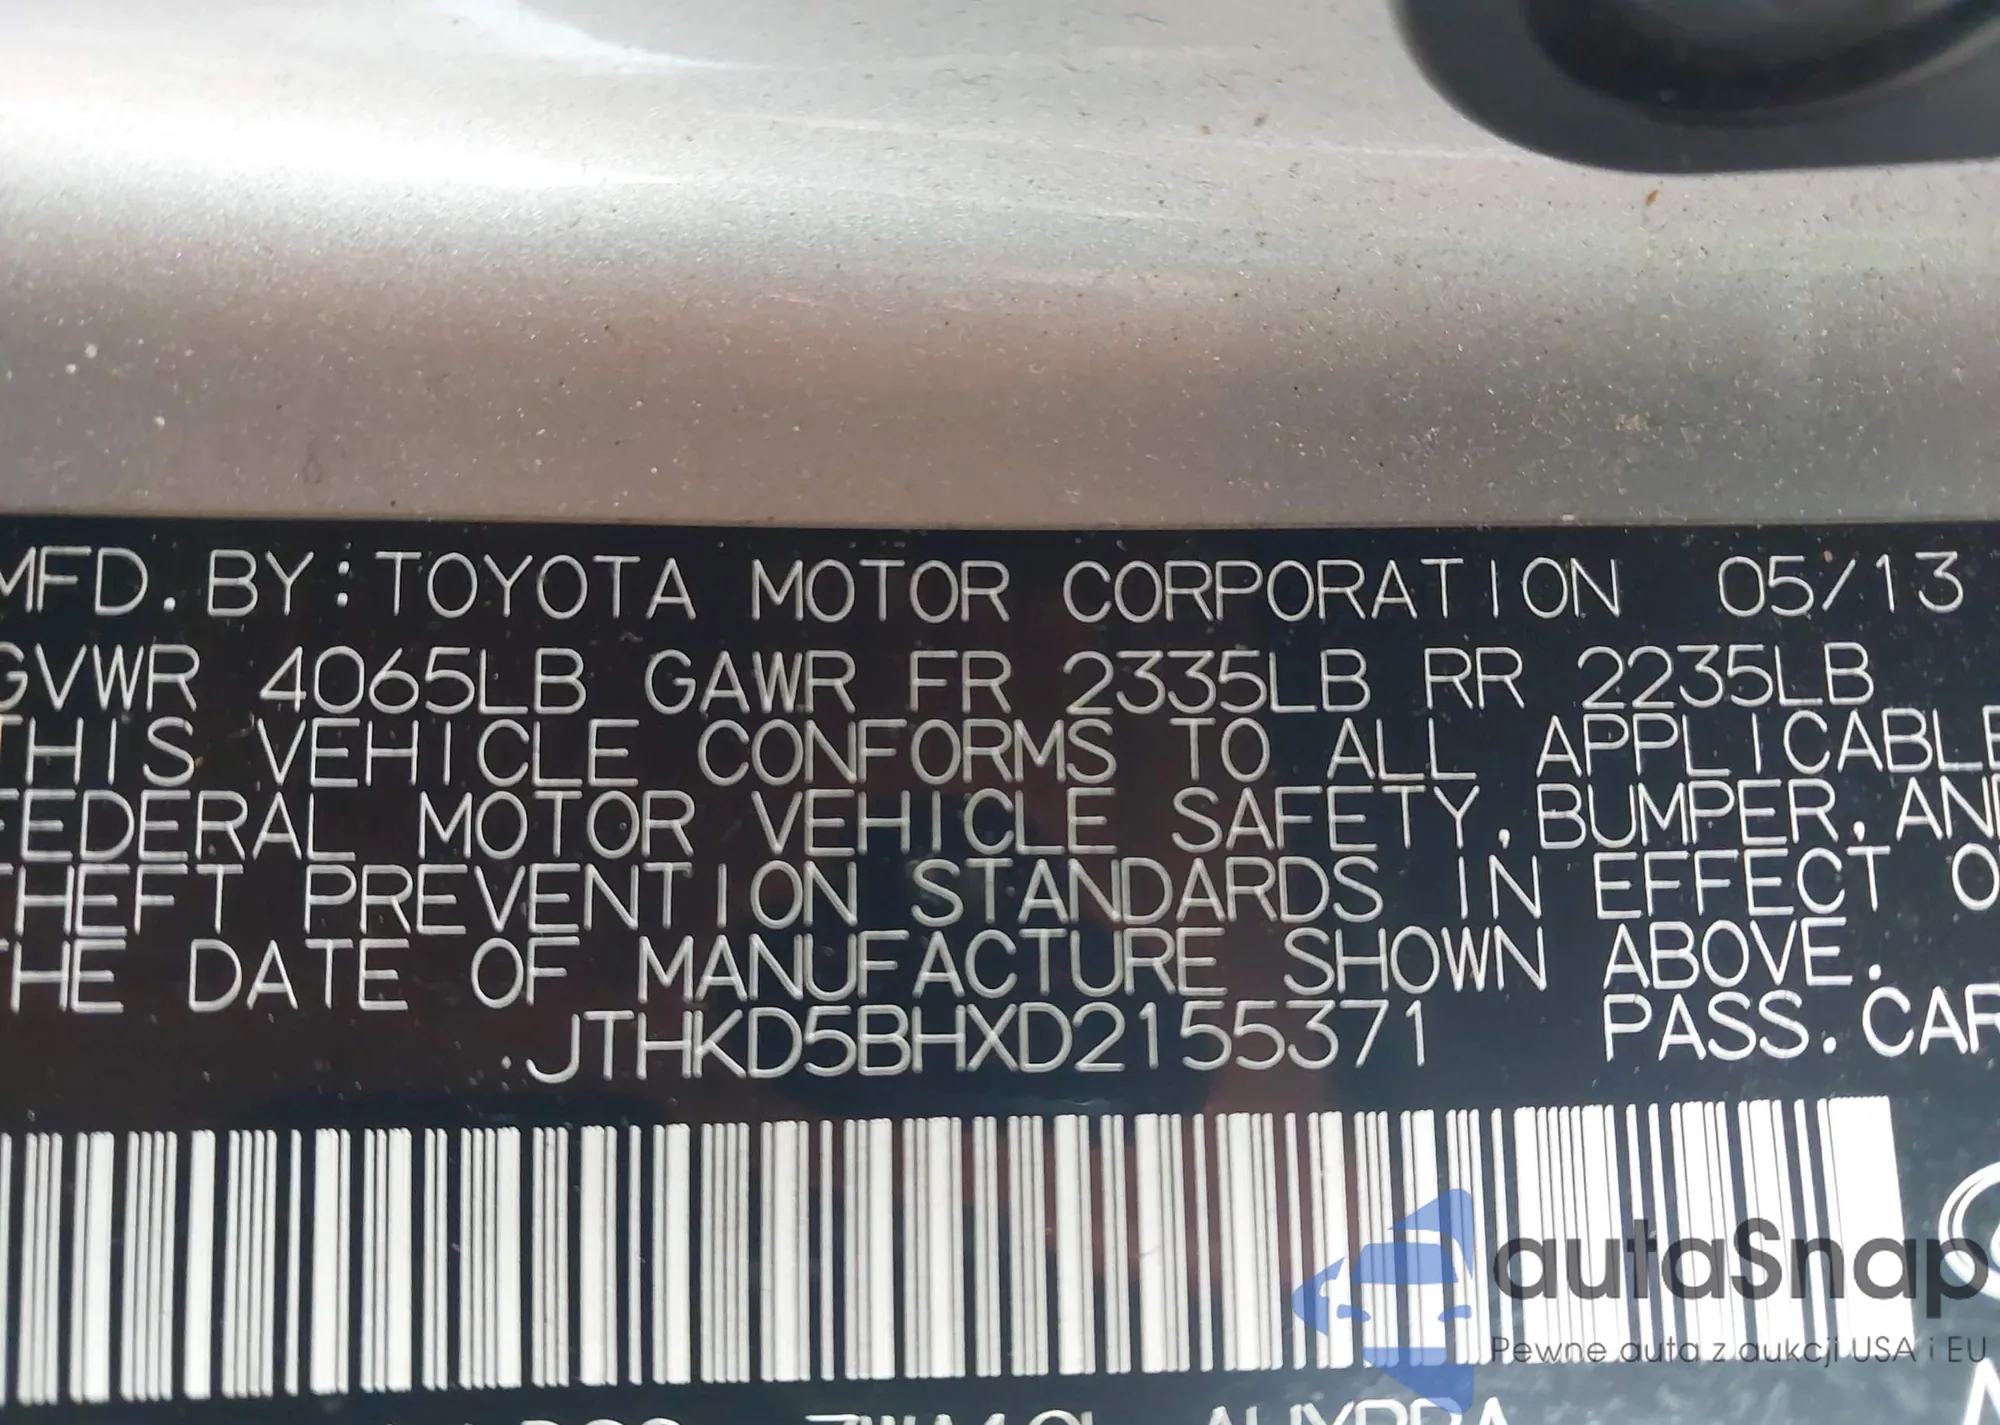 MFD. BY: TOYOTA MOTOR CORPORATION 05/13
GVWR 4065LB GAWR FR 2335LB RR 2235LB
THIS VEHICLE CONFORMS TO ALL APPLICABLE
FEDERAL MOTOR VEHICLE SAFETY, BUMPER, AND
THEFT PREVENTION STANDARDS IN EFFECT O
THE DATE OF MANUFACTURE SHOWN ABOVE.
JTHKD5BHXD2155371 PASS. CAR
autaSnap
Pewne auta z aukcji USA i EU